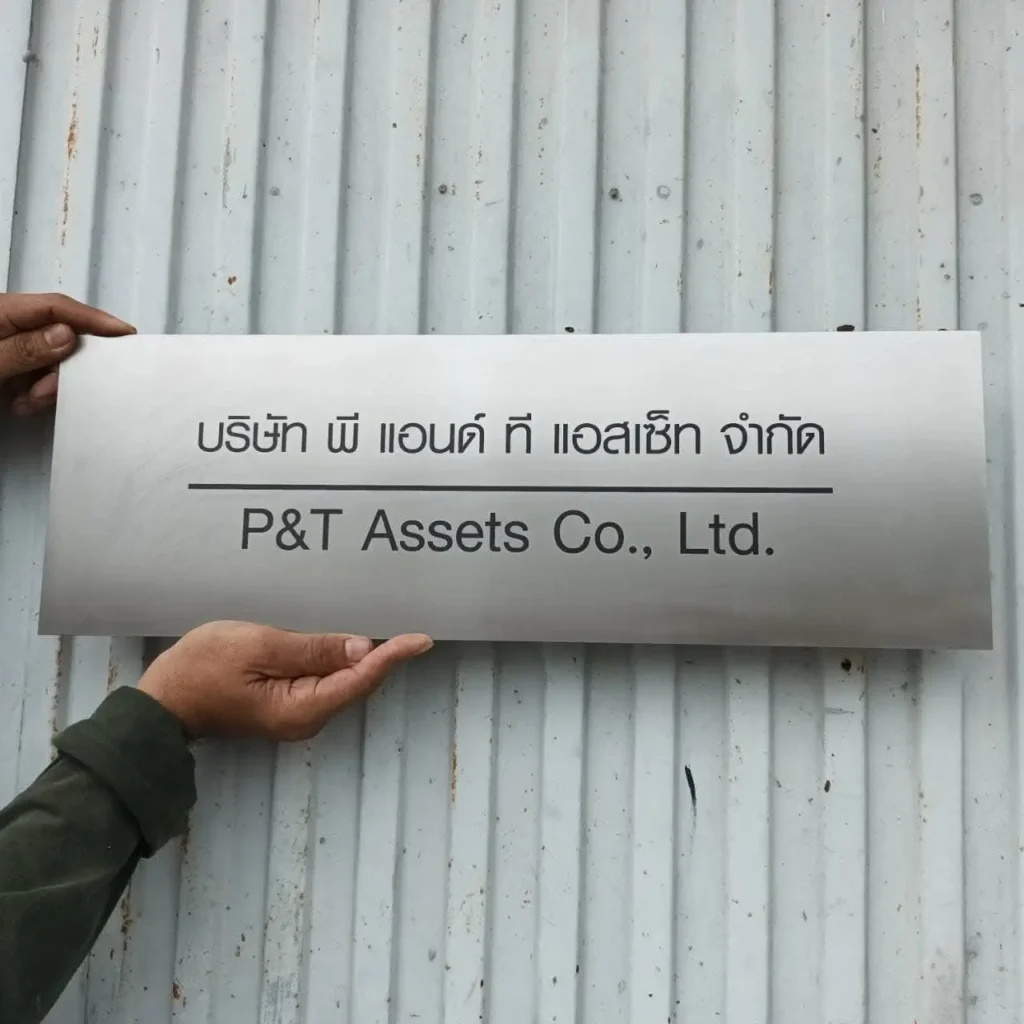 บริษัท พี แอนด์ ที แอสเซ็ท จำกัด
P&T Assets Co., Ltd.